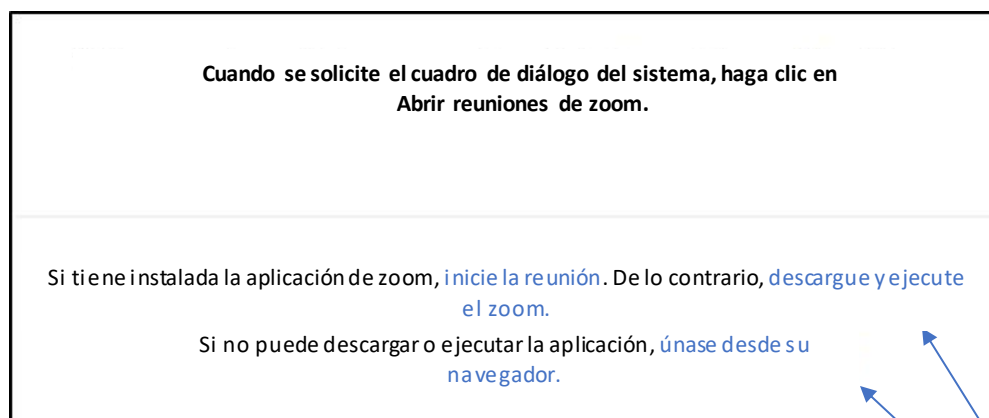 Cuando se solicite el cuadro de diálogo del sistema, haga clic en
Abrir reuniones de zoom.
Si tiene instalada la aplicación de zoom, inicie la reunión. De lo contrario, descargue y ejecute
el zoom.
Si no puede descargar o ejecutar la aplicación, únase desde su
navegador.